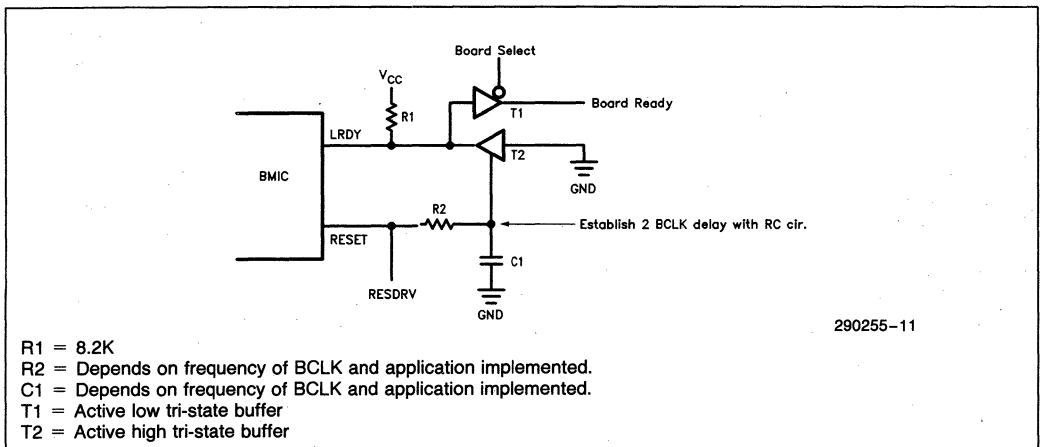 Board Select
VCC
R1
T1
Board Ready
LRDY
T2
BMIC
GND
R2
Establish 2 BCLK delay with RC cir.
RESET
C1
RESDRV
GND
290255-11
R1 = 8.2K
R2 = Depends on frequency of BCLK and application implemented.
C1 = Depends on frequency of BCLK and application implemented.
T1 = Active low tri-state buffer
T2 = Active high tri-state buffer